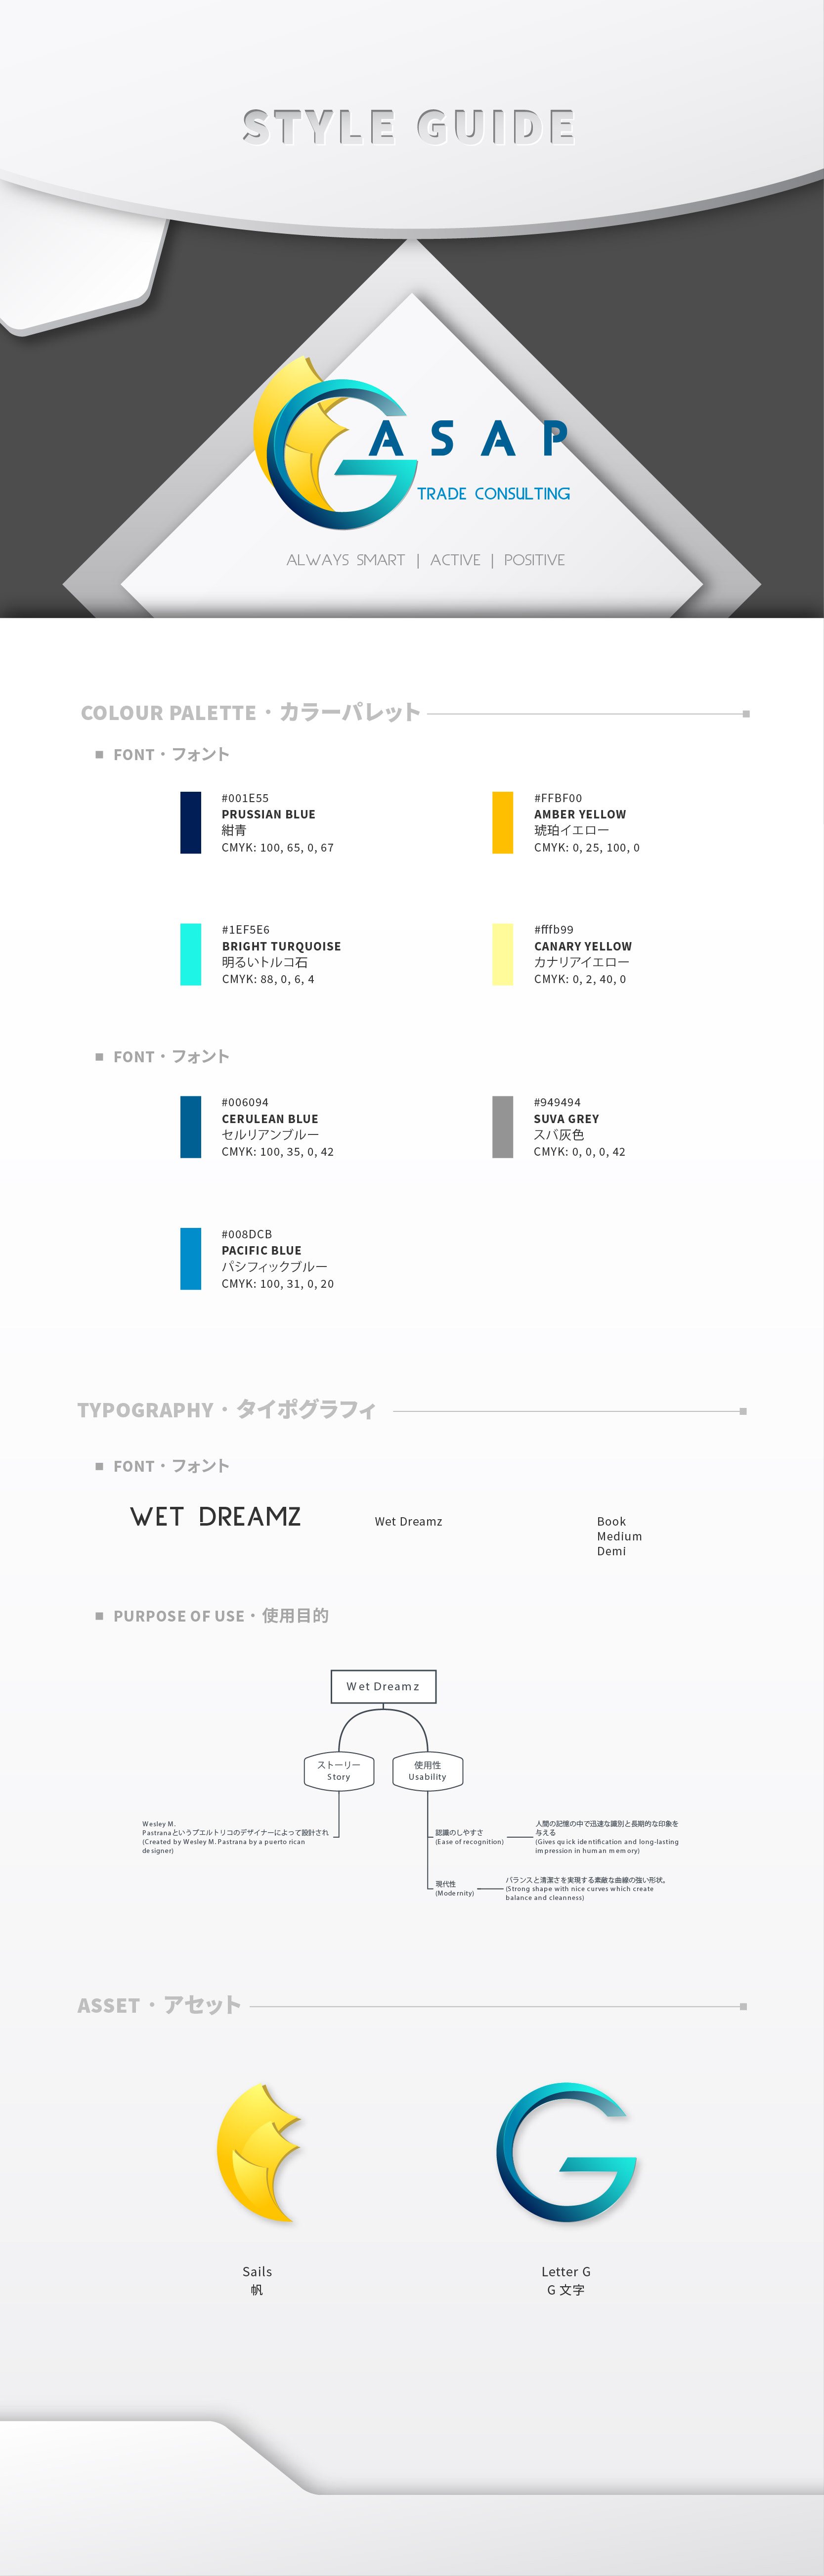 STYLE GUIDE
ASAP
TRADE CONSULTING
ALWAYS SMART | ACTIVE | POSITIVE
COLOUR PALETTE・カラーパレット
FONT・フォント
#001E55
PRUSSIAN BLUE
紺青
CMYK: 100, 65, 0, 67
#FFBF00
AMBER YELLOW
琥珀イエロー
CMYK: 0, 25, 100, 0
#1EF5E6
BRIGHT TURQUOISE
明るいトルコ石
CMYK: 88, 0, 6, 4
#fffb99
CANARY YELLOW
カナリアイエロー
CMYK: 0, 2, 40, 0
FONT・フォント
#006094
CERULEAN BLUE
セルリアンブルー
CMYK: 100, 35, 0, 42
#949494
SUVA GREY
スバ灰色
CMYK: 0, 0, 0, 42
#008DCB
PACIFIC BLUE
パシフィックブルー
CMYK: 100, 31, 0, 20
TYPOGRAPHY・タイポグラフィ
FONT・フォント
WET DREAMZ
Wet Dreamz
Book
Medium
Demi
PURPOSE OF USE・使用目的
Wet Dreamz
ストーリー
Story
使用性
Usability
Wesley M.
Pastranaというプエルトリコのデザイナーによって設計され
(Created by Wesley M. Pastrana by a puerto rican
designer)
認識のしやすさ
(Ease of recognition)
人間の記憶の中で迅速な識別と長期的な印象を
与える
(Gives quick identification and long-lasting
impression in human memory)
現代性
(Modernity)
バランスと清潔さを実現する素敵な曲線の強い形状。
(Strong shape with nice curves which create
balance and cleanness)
ASSET・アセット
Sails
帆
Letter G
G 文字